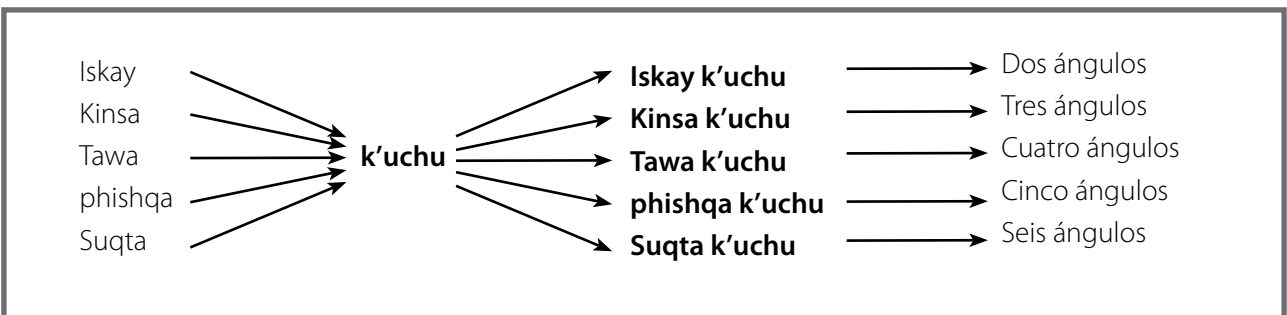 Iskay
Kinsa
Tawa
phishqa
Suqta
k’uchu
Iskay k’uchu
Kinsa k’uchu
Tawa k’uchu
phishqa k’uchu
Suqta k’uchu
Dos ángulos
Tres ángulos
Cuatro ángulos
Cinco ángulos
Seis ángulos